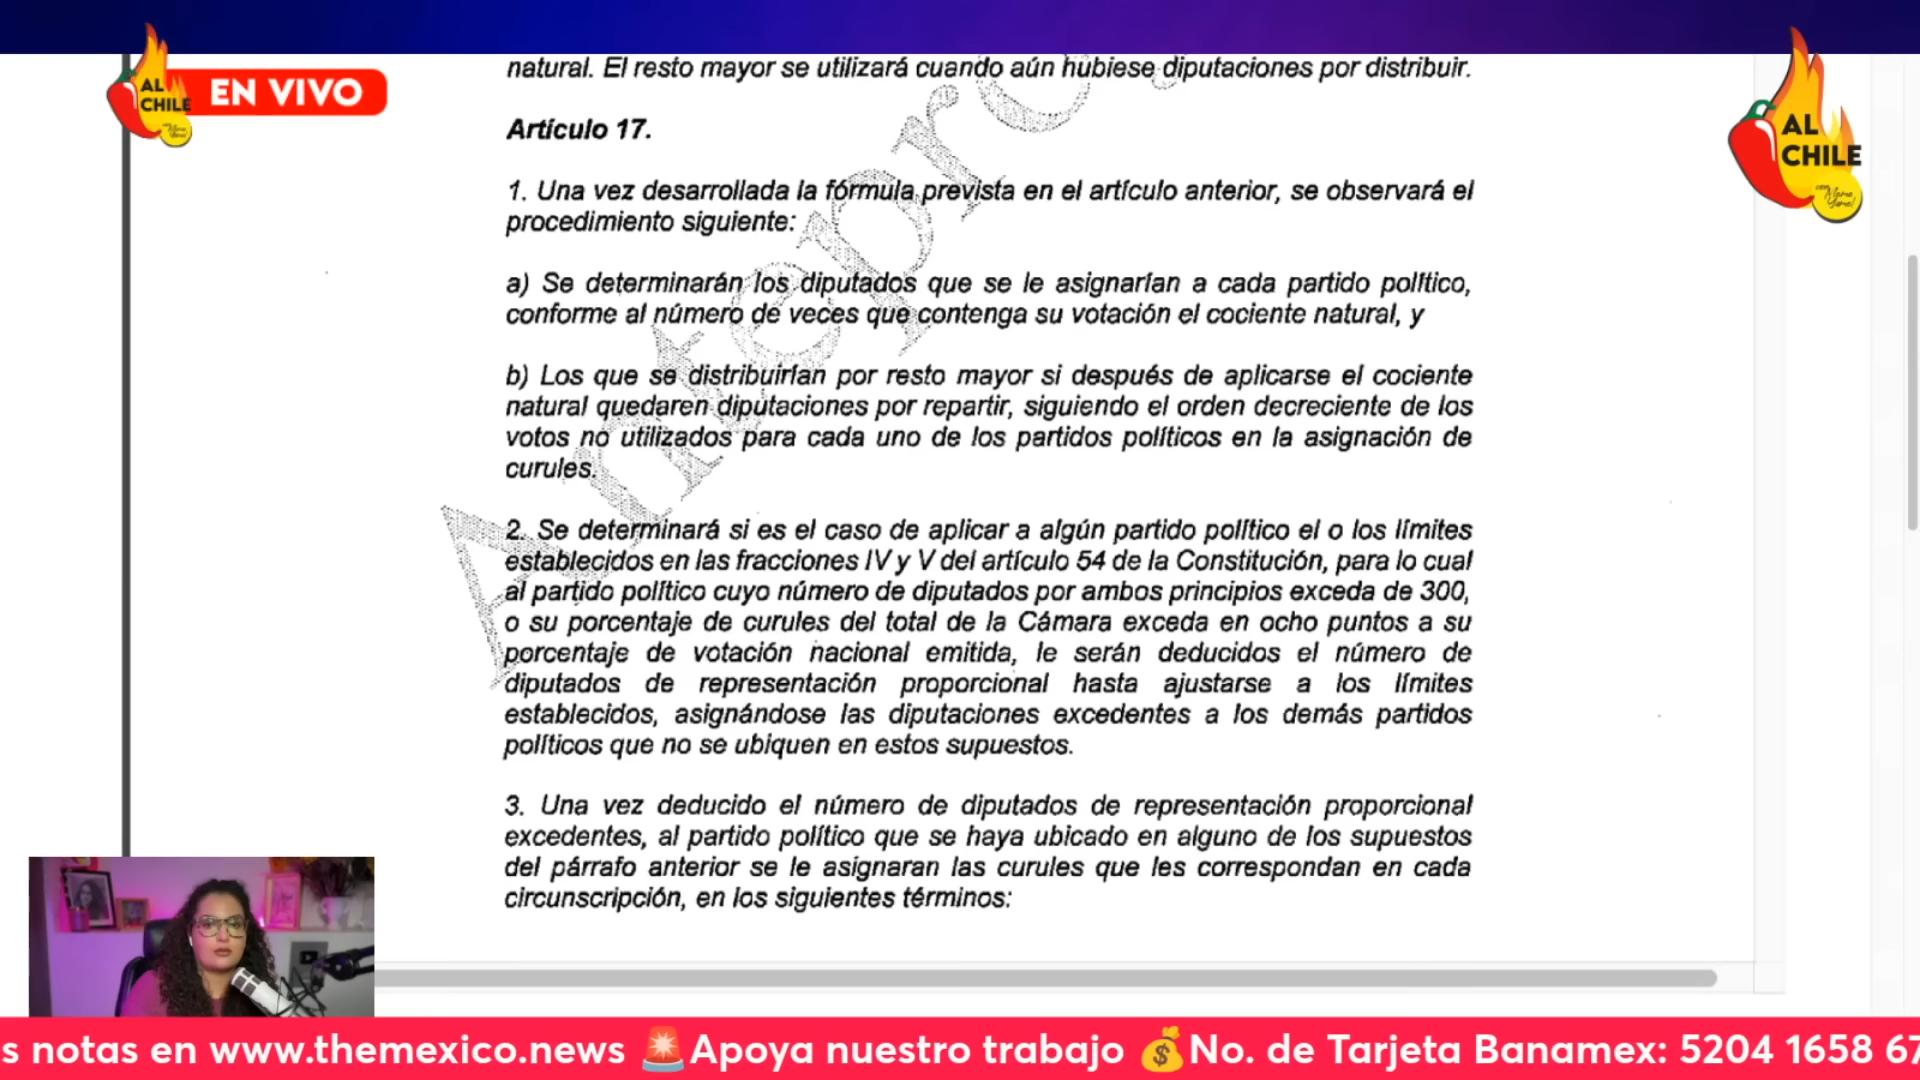 natural. El resto mayor se utilizará cuando aún hubiese diputaciones por distribuir.
AL
CHILE
EN VIVO
AL
CHILE
con
Artículo 17.
1. Una vez desarrollada la fórmula prevista en el artículo anterior, se observará el
procedimiento siguiente:
a) Se determinarán los diputados que se le asignarían a cada partido político,
conforme al número de veces que contenga su votación el cociente natural, y
b) Los que se distribuirían por resto mayor si después de aplicarse el cociente
natural quedaren diputaciones por repartir, siguiendo el orden decreciente de los
votos no utilizados para cada uno de los partidos políticos en la asignación de
curules.
2. Se determinará si es el caso de aplicar a algún partido político el o los límites
establecidos en las fracciones IV y V del artículo 54 de la Constitución, para lo cual
al partido político cuyo número de diputados por ambos principios exceda de 300,
o su porcentaje de curules del total de la Cámara exceda en ocho puntos a su
porcentaje de votación nacional emitida, le serán deducidos el número de
diputados de representación proporcional hasta ajustarse a los límites
establecidos, asignándose las diputaciones excedentes a los demás partidos
políticos que no se ubiquen en estos supuestos.
3. Una vez deducido el número de diputados de representación proporcional
excedentes, al partido político que se haya ubicado en alguno de los supuestos
del párrafo anterior se le asignaran las curules que les correspondan en cada
circunscripción, en los siguientes términos:
Antepro
s notas en www.themexico.news 🚨Apoya nuestro trabajo 💰No. de Tarjeta Banamex: 5204 1658 67